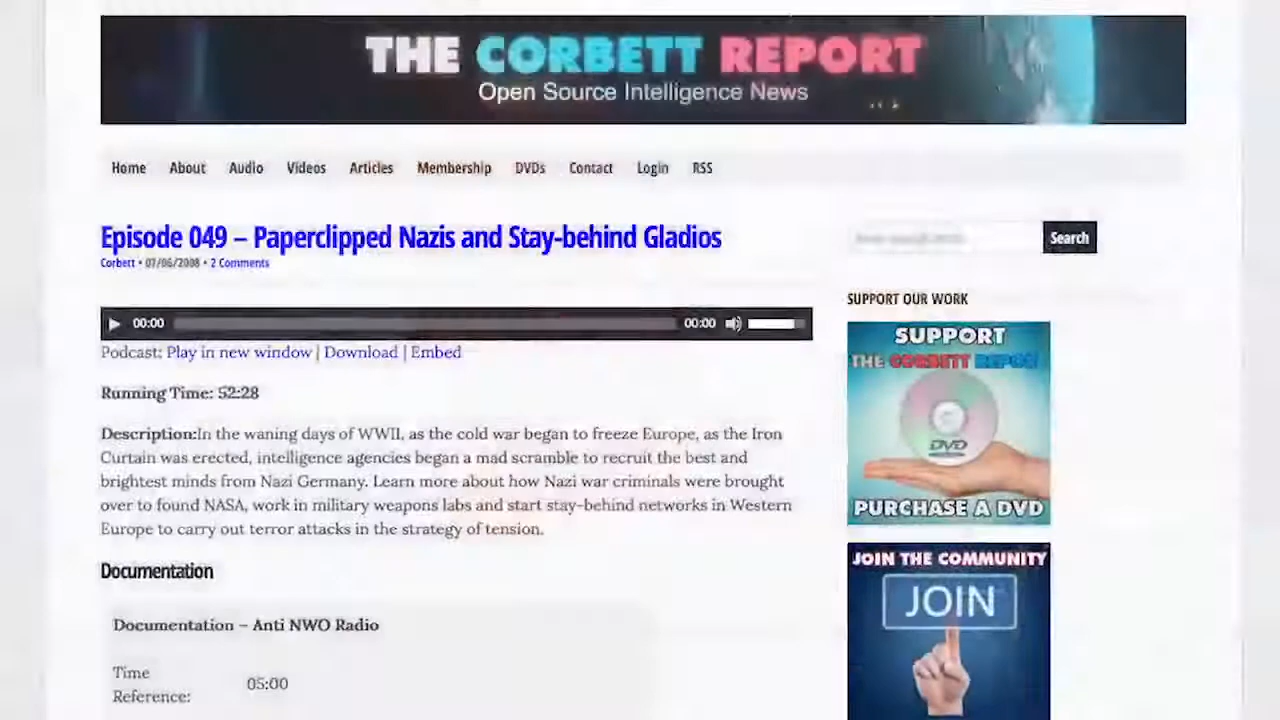 THE CORBETT REPORT
Open Source Intelligence News
Home About Audio Videos Articles Membership DVDs Contact Login RSS
Episode 049 – Paperclipped Nazis and Stay-behind Gladios
Corbett • 07/06/2008 • 2 Comments
Search
SUPPORT OUR WORK
00:00 00:00
Podcast: Play in new window | Download | Embed
Running Time: 52:28
Description:In the waning days of WWII, as the cold war began to freeze Europe, as the Iron
Curtain was erected, intelligence agencies began a mad scramble to recruit the best and
brightest minds from Nazi Germany. Learn more about how Nazi war criminals were brought
over to found NASA, work in military weapons labs and start stay-behind networks in Western
Europe to carry out terror attacks in the strategy of tension.
Documentation
Documentation – Anti NWO Radio
Time
Reference:
05:00
SUPPORT
THE CORBETT REPORT
DVD
PURCHASE A DVD
JOIN THE COMMUNITY
JOIN